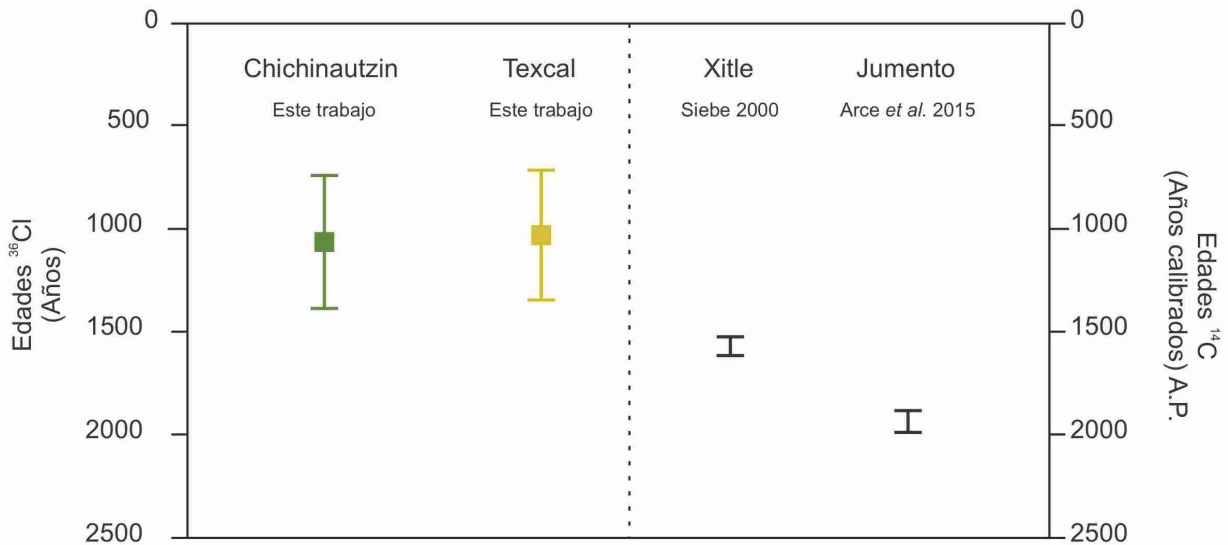 0
500
1000
1500
2000
2500
Edades ³⁶Cl
(Años)
Chichinautzin
Este trabajo
Texcal
Este trabajo
Xitle
Siebe 2000
Jumento
Arce et al. 2015
0
500
1000
1500
2000
2500
Edades ¹⁴C
(Años calibrados) A.P.